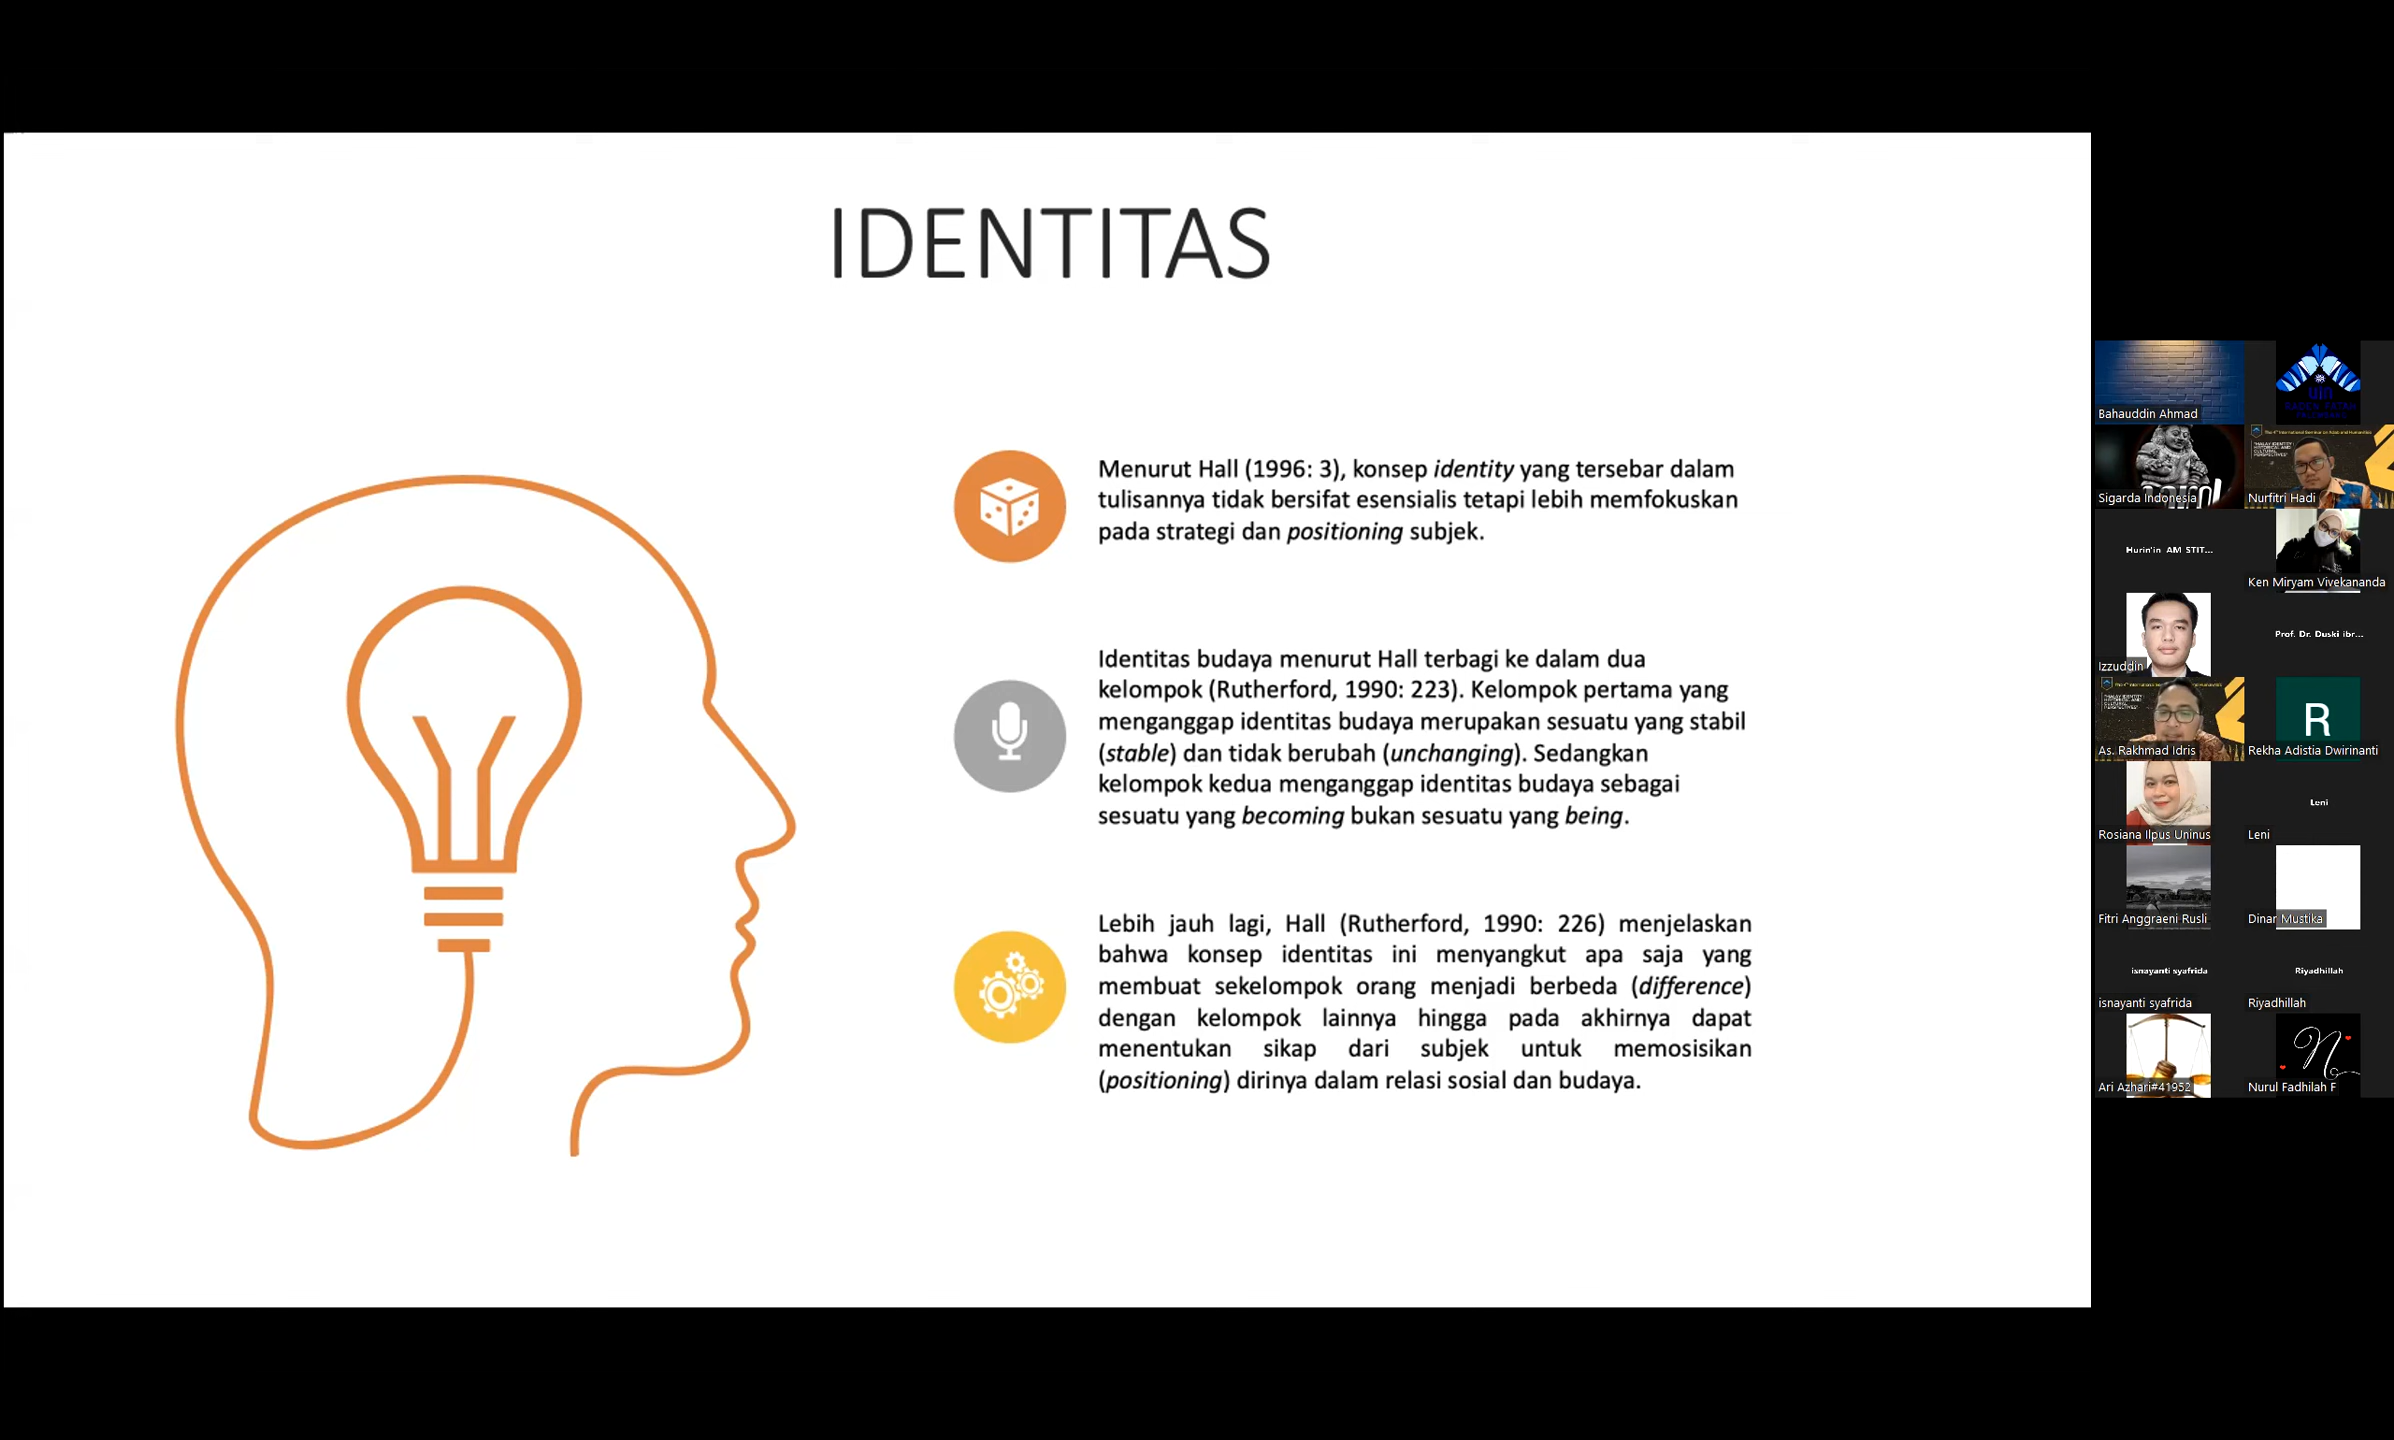 IDENTITAS
Menurut Hall (1996: 3), konsep identity yang tersebar dalam
tulisannya tidak bersifat esensialis tetapi lebih memfokuskan
pada strategi dan positioning subjek.
Identitas budaya menurut Hall terbagi ke dalam dua
kelompok (Rutherford, 1990: 223). Kelompok pertama yang
menganggap identitas budaya merupakan sesuatu yang stabil
(stable) dan tidak berubah (unchanging). Sedangkan
kelompok kedua menganggap identitas budaya sebagai
sesuatu yang becoming bukan sesuatu yang being.
Lebih jauh lagi, Hall (Rutherford, 1990: 226) menjelaskan
bahwa konsep identitas ini menyangkut apa saja yang
membuat sekelompok orang menjadi berbeda (difference)
dengan kelompok lainnya hingga pada akhirnya dapat
menentukan sikap dari subjek untuk memosisikan
(positioning) dirinya dalam relasi sosial dan budaya.
Bahauddin Ahmad
Sigarda Indonesia
Nurfitri Hadi
Hurin'in AM STIT...
Ken Miryam Vivekananda
Izzuddin
Prof. Dr. Duski ibr...
As. Rakhmad Idris
R
Rekha Adistia Dwirinanti
Rosiana Ilpus Uninus
Leni
Leni
Fitri Anggraeni Rusli
Dinar Mustika
isnayanti syafrida
isnayanti syafrida
Riyadhillah
Riyadhillah
Ari Azhari#41952
Nurul Fadhilah F